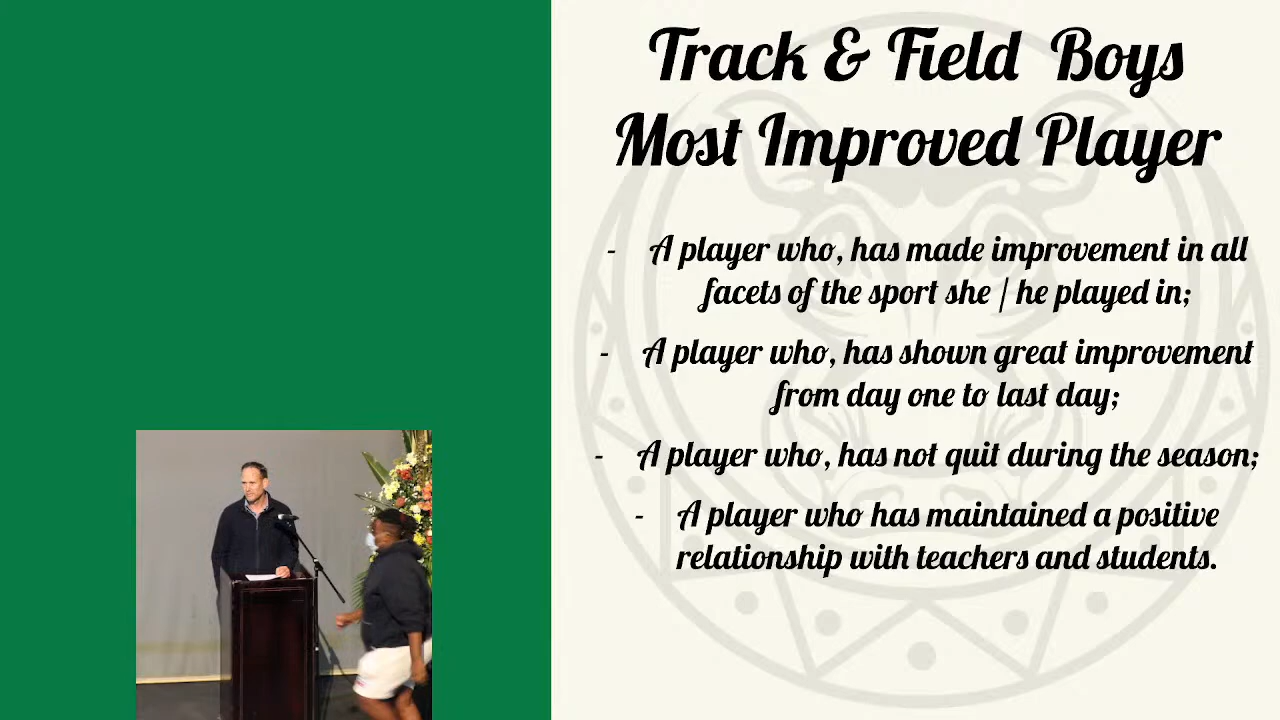 Track & Field Boys
Most Improved Player
- A player who, has made improvement in all
facets of the sport she / he played in;
- A player who, has shown great improvement
from day one to last day;
- A player who, has not quit during the season;
- A player who has maintained a positive
relationship with teachers and students.